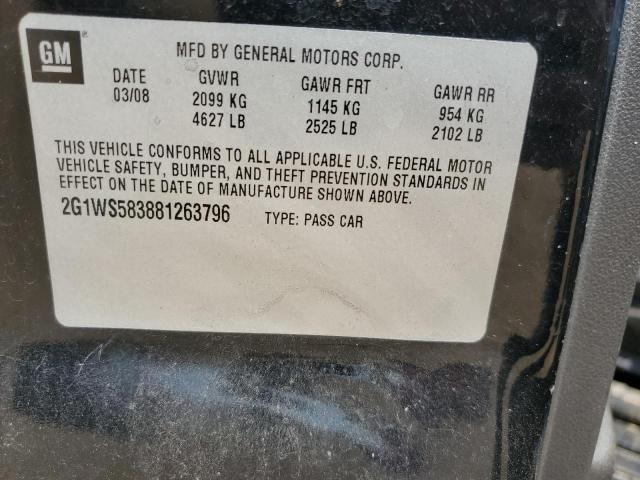 GM
MFD BY GENERAL MOTORS CORP.
DATE GVWR GAWR FRT GAWR RR
03/08 2099 KG 1145 KG 954 KG
4627 LB 2525 LB 2102 LB
THIS VEHICLE CONFORMS TO ALL APPLICABLE U.S. FEDERAL MOTOR
VEHICLE SAFETY, BUMPER, AND THEFT PREVENTION STANDARDS IN
EFFECT ON THE DATE OF MANUFACTURE SHOWN ABOVE.
2G1WS583881263796 TYPE: PASS CAR